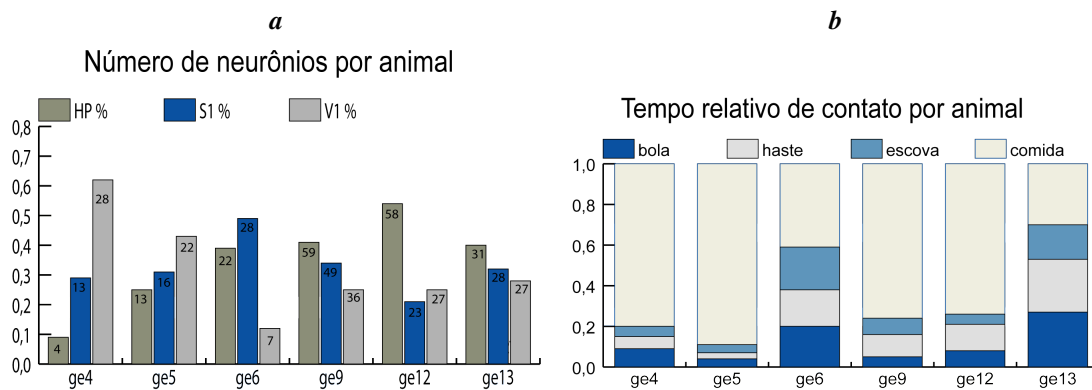 a
Número de neurônios por animal
HP % S1 % V1 %
0,8
0,7
0,6
0,5
0,4
0,3
0,2
0,1
0,0
4 13 28
13 16 22
22 28 7
59 49 36
58 23 27
31 28 27
ge4 ge5 ge6 ge9 ge12 ge13
b
Tempo relativo de contato por animal
bola haste escova comida
1,0
0,8
0,6
0,4
0,2
0,0
ge4 ge5 ge6 ge9 ge12 ge13